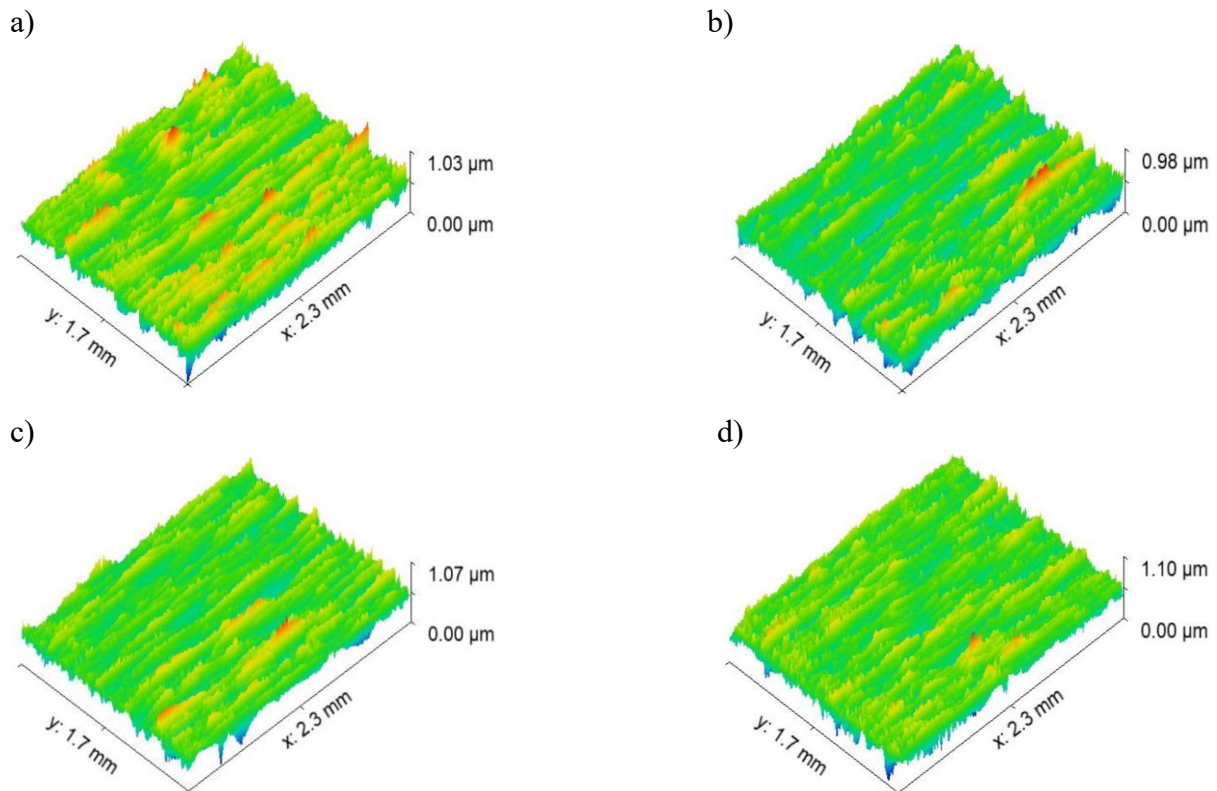 a)
1.03 µm
0.00 µm
y: 1.7 mm
x: 2.3 mm
b)
0.98 µm
0.00 µm
y: 1.7 mm
x: 2.3 mm
c)
1.07 µm
0.00 µm
y: 1.7 mm
x: 2.3 mm
d)
1.10 µm
0.00 µm
y: 1.7 mm
x: 2.3 mm